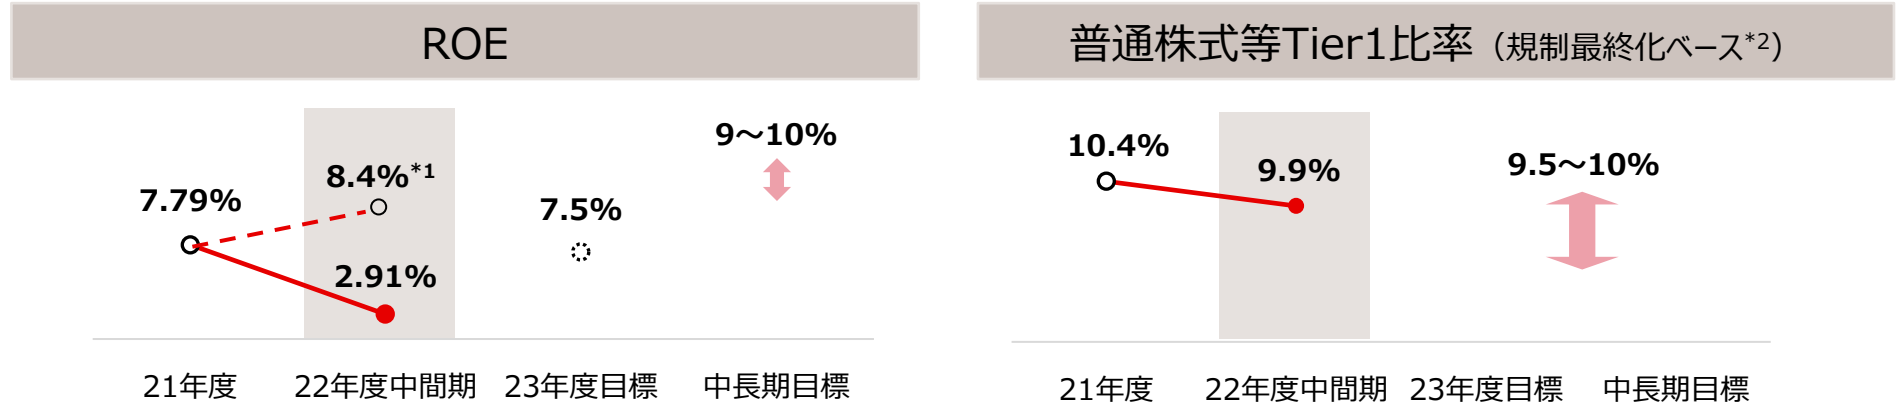 ROE
9～10%
8.4%*1
7.79%
7.5%
2.91%
21年度
22年度中間期
23年度目標
中長期目標
普通株式等Tier1比率（規制最終化ベース*2）
10.4%
9.9%
9.5～10%
21年度
22年度中間期
23年度目標
中長期目標